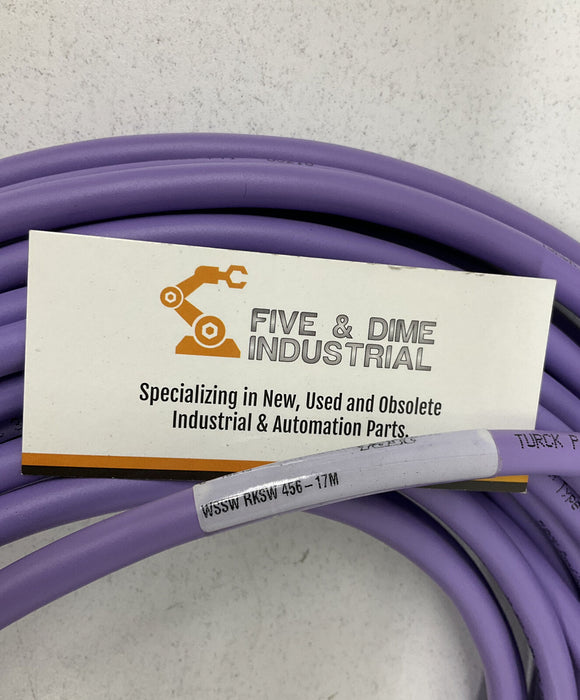 FIVE & DIME
INDUSTRIAL
Specializing in New, Used and Obsolete
Industrial & Automation Parts.
WSSW RKSW 456-17M
TURCK P